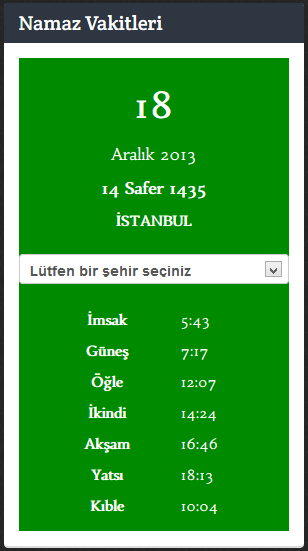 Namaz Vakitleri
18
Aralık 2013
14 Safer 1435
İSTANBUL
Lütfen bir şehir seçiniz
İmsak 5:43
Güneş 7:17
Öğle 12:07
İkindi 14:24
Akşam 16:46
Yatsı 18:13
Kıble 10:04